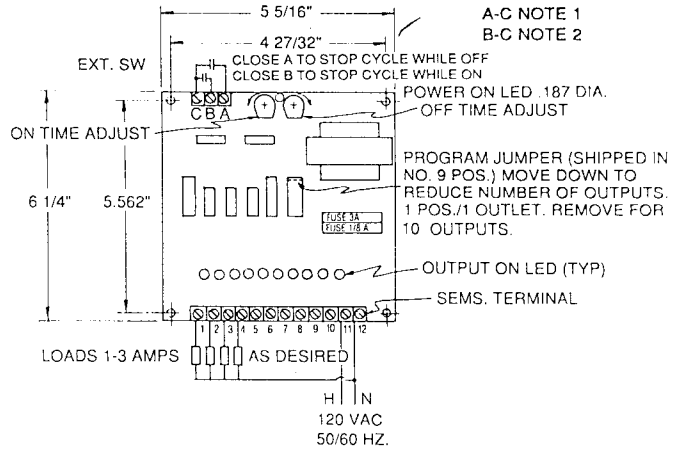 5 5/16"
A-C NOTE 1
B-C NOTE 2
4 27/32"
EXT. SW
CLOSE A TO STOP CYCLE WHILE OFF
CLOSE B TO STOP CYCLE WHILE ON
POWER ON LED .187 DIA.
OFF TIME ADJUST
C B A
ON TIME ADJUST
PROGRAM JUMPER (SHIPPED IN
NO. 9 POS.) MOVE DOWN TO
REDUCE NUMBER OF OUTPUTS.
1 POS./1 OUTLET. REMOVE FOR
10 OUTPUTS.
6 1/4"
5.562"
FUSE 3A
FUSE 1/8 A
OUTPUT ON LED (TYP)
SEMS. TERMINAL
1 2 3 4 5 6 7 8 9 10 11 12
LOADS 1-3 AMPS
AS DESIRED
H N
120 VAC
50/60 HZ.